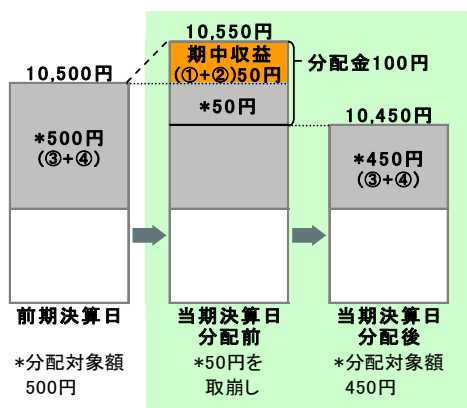 10,550円
期中収益
(①+②)50円
分配金100円
10,500円
*50円
10,450円
*500円
(③+④)
*450円
(③+④)
前期決算日
当期決算日
分配前
当期決算日
分配後
*分配対象額
500円
*50円を
取崩し
*分配対象額
450円